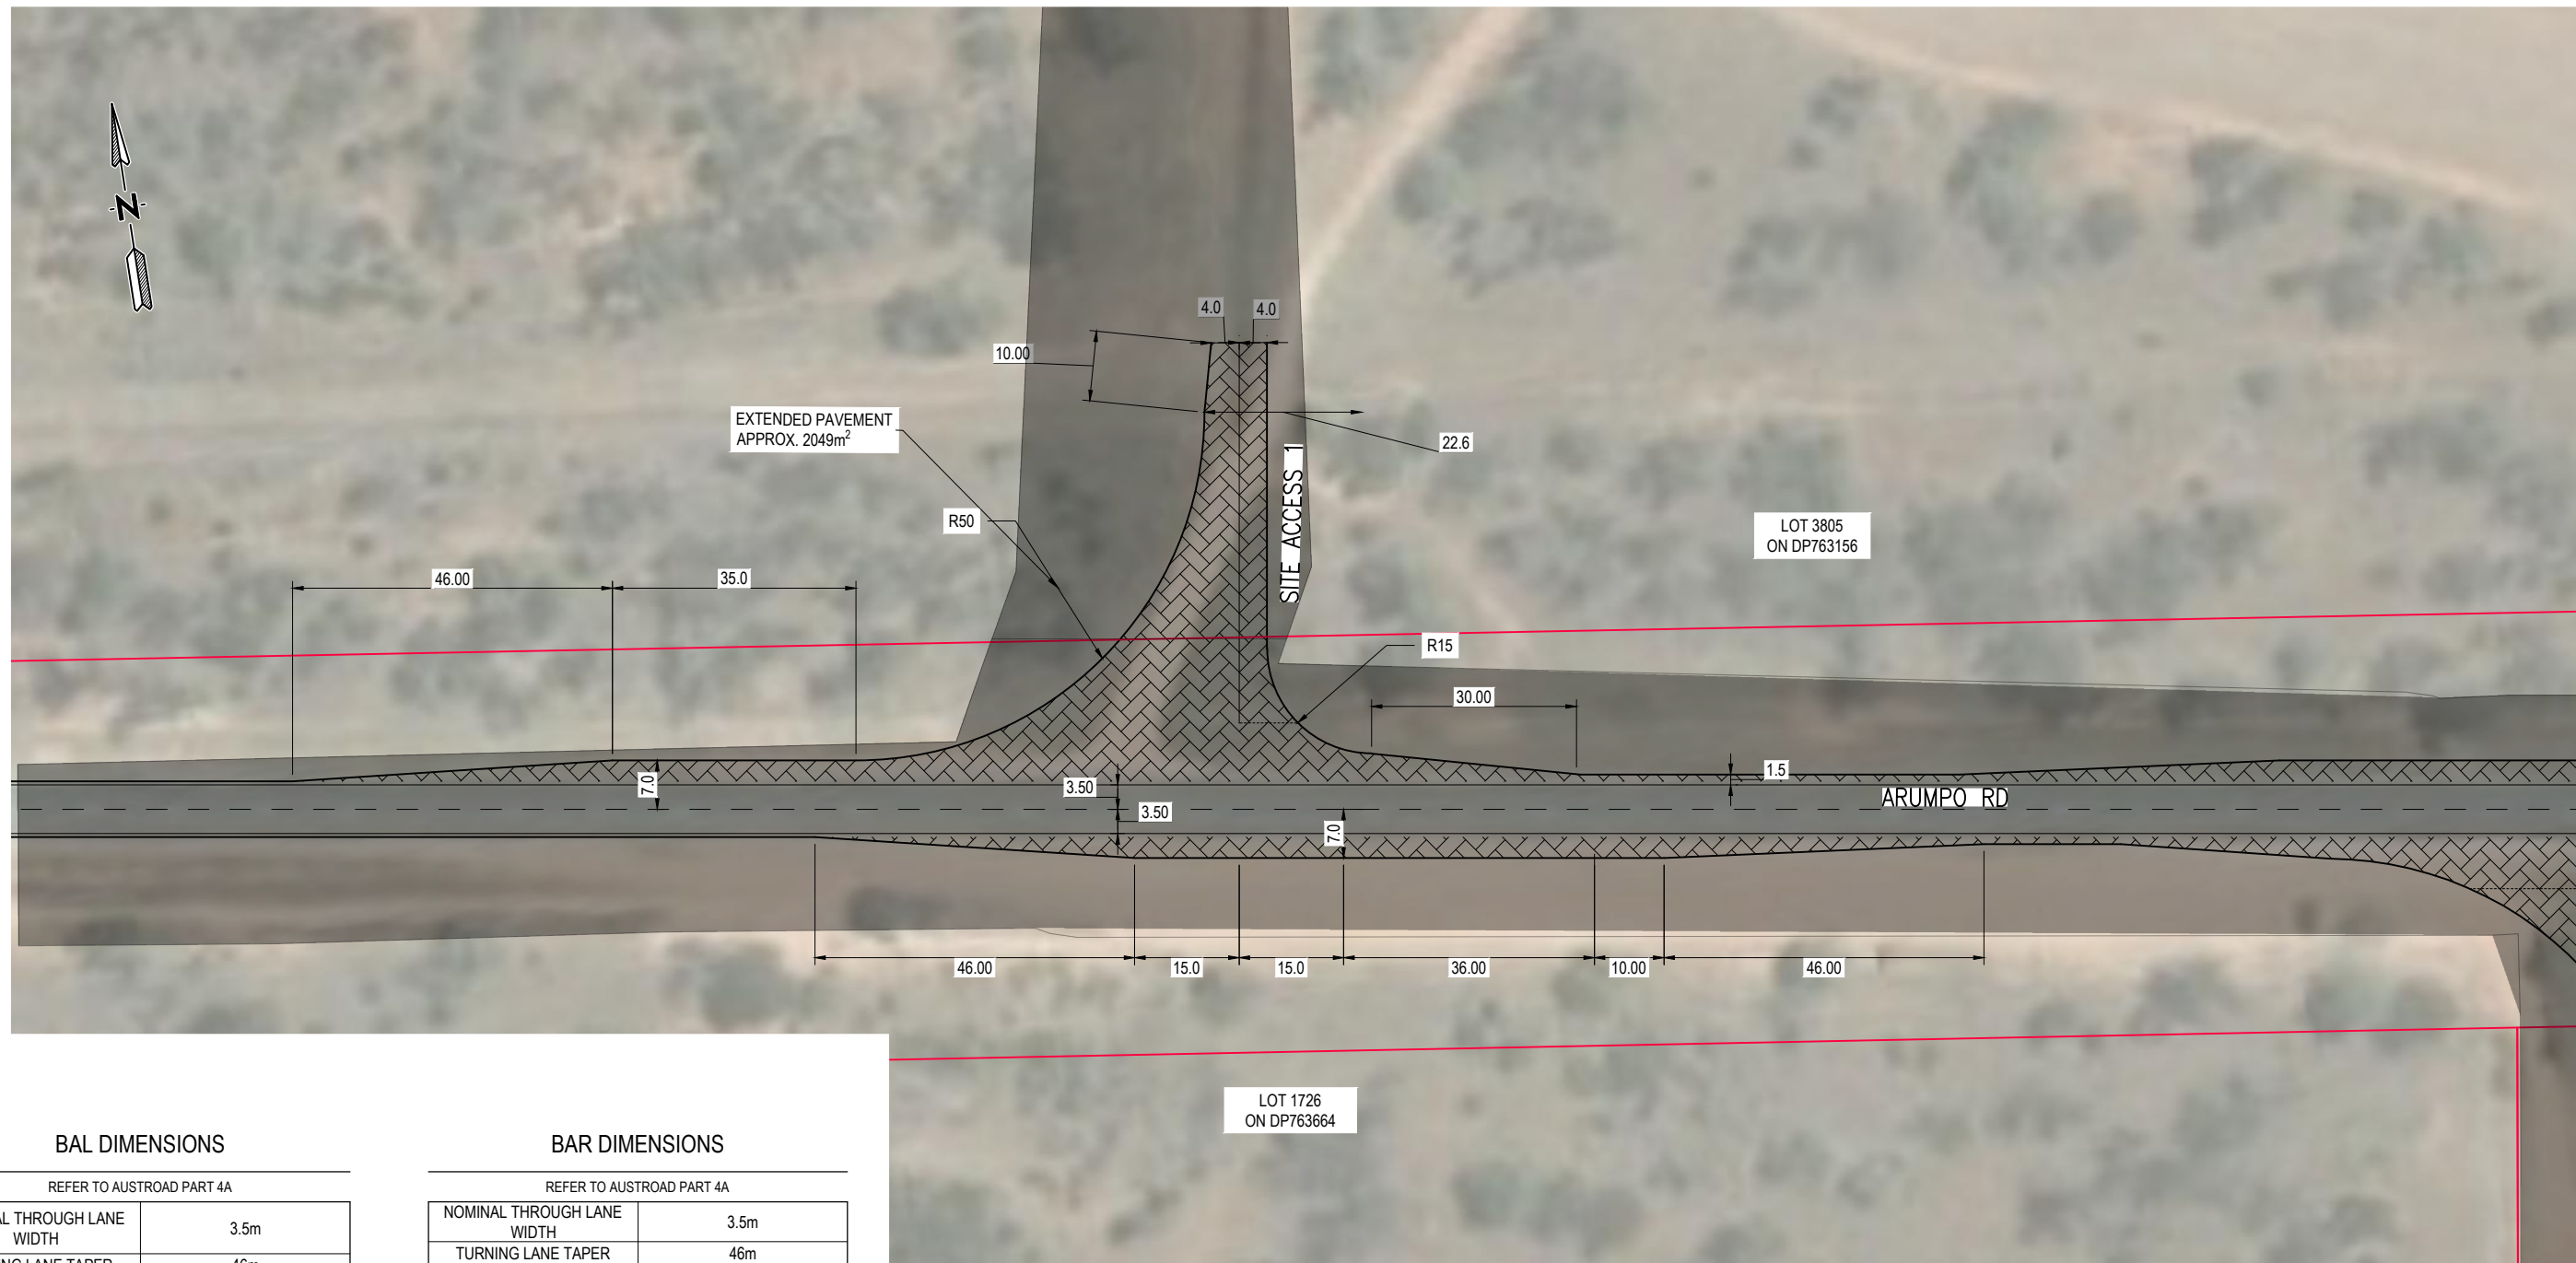 N
4.0
4.0
10.00
EXTENDED PAVEMENT
APPROX. 2049m²
22.6
SITE ACCESS 1
R50
LOT 3805
ON DP763156
46.00
35.0
R15
30.00
7.0
3.50
3.50
7.0
1.5
ARUMPO RD
46.00
15.0
15.0
36.00
10.00
46.00
LOT 1726
ON DP763664
BAL DIMENSIONS
REFER TO AUSTROAD PART 4A
THROUGH LANE
WIDTH
3.5m
LANE TAPER
46m
BAR DIMENSIONS
REFER TO AUSTROAD PART 4A
NOMINAL THROUGH LANE
WIDTH
3.5m
TURNING LANE TAPER
46m